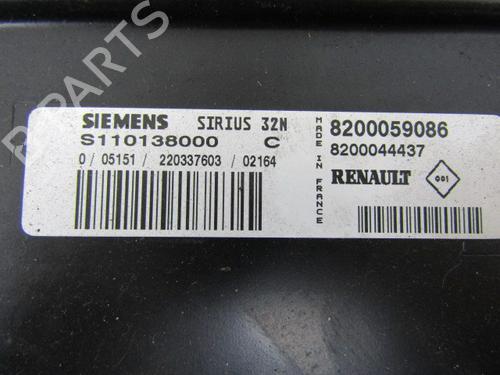 B-PARTS
SIEMENS SIRIUS 32N
S110138000 C
0 / 05151 / 220337603 / 02164
MADE IN FRANCE
8200059086
8200044437
RENAULT 001